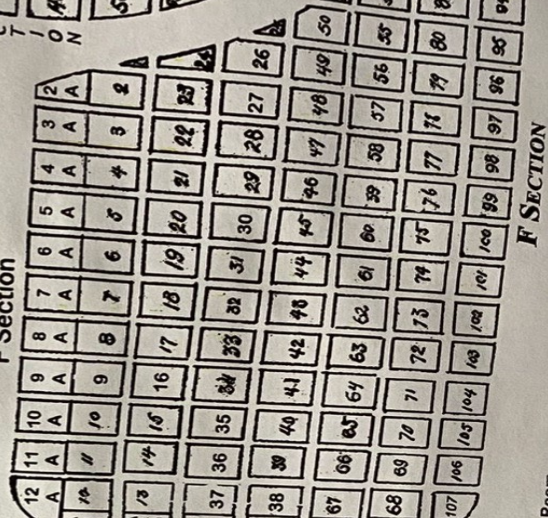 TION
F Section
2 A 3 A 4 A 5 A 6 A 7 A 8 A 9 A 10 A 11 A 12 A
2 3 4 5 6 7 8 9 10 11 12
23 22 21 20 19 18 17 16 15 14 13
26 27 28 29 30 31 32 33 34 35 36 37
50 49 48 47 46 45 44 43 42 41 40 39 38
55 56 57 58 59 60 61 62 63 64 65 66 67
80 79 78 77 76 75 74 73 72 71 70 69 68
95 96 97 98 99 100 101 102 103 104 105 106 107
F SECTION